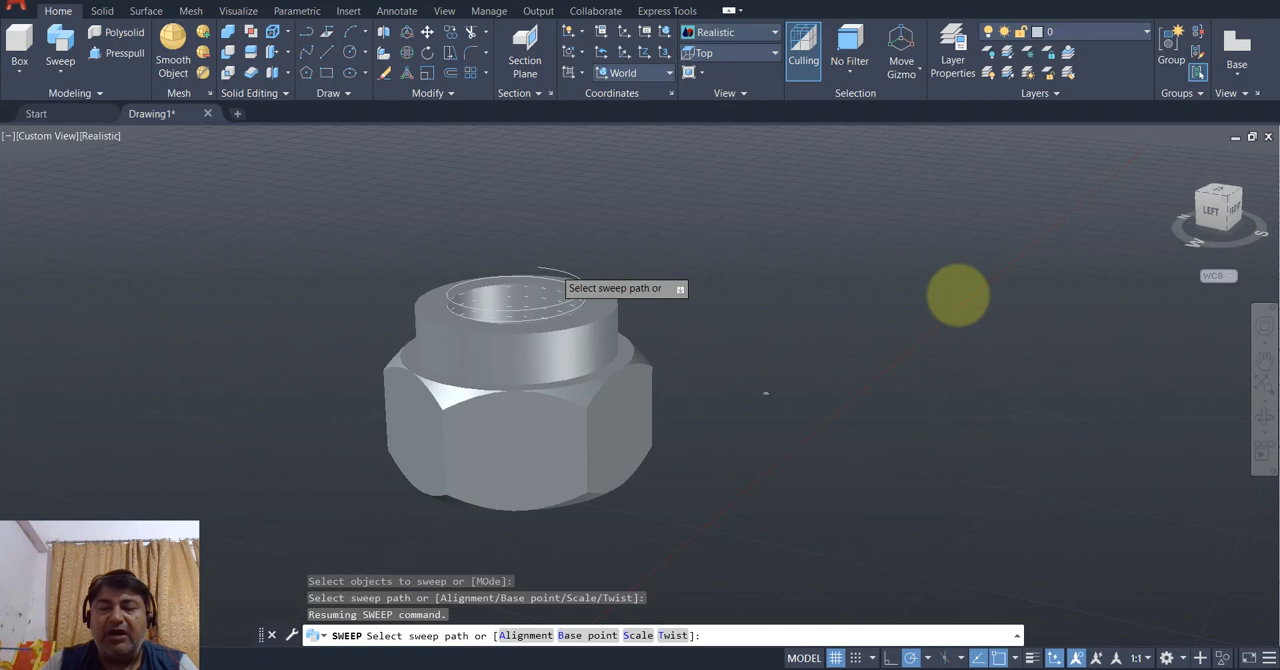 Home Solid Surface Mesh Visualize Parametric Insert Annotate View Manage Output Collaborate Express Tools
Box
Sweep
Polysolid
Presspull
Modeling
Smooth
Object
Mesh
Solid Editing
Draw
Modify
Section
Plane
Section
World
Coordinates
Realistic
Top
View
Culling
No Filter
Move
Gizmo
Selection
Layer
Properties
0
Layers
Group
Groups
Base
View
Start Drawing1*
[−][Custom View][Realistic]
LEFT
W
S
WCS
Select sweep path or
Select objects to sweep or [MOde]:
Select sweep path or [Alignment/Base point/Scale/Twist]:
Resuming SWEEP command.
SWEEP Select sweep path or [Alignment Base point Scale Twist]:
MODEL 1:1